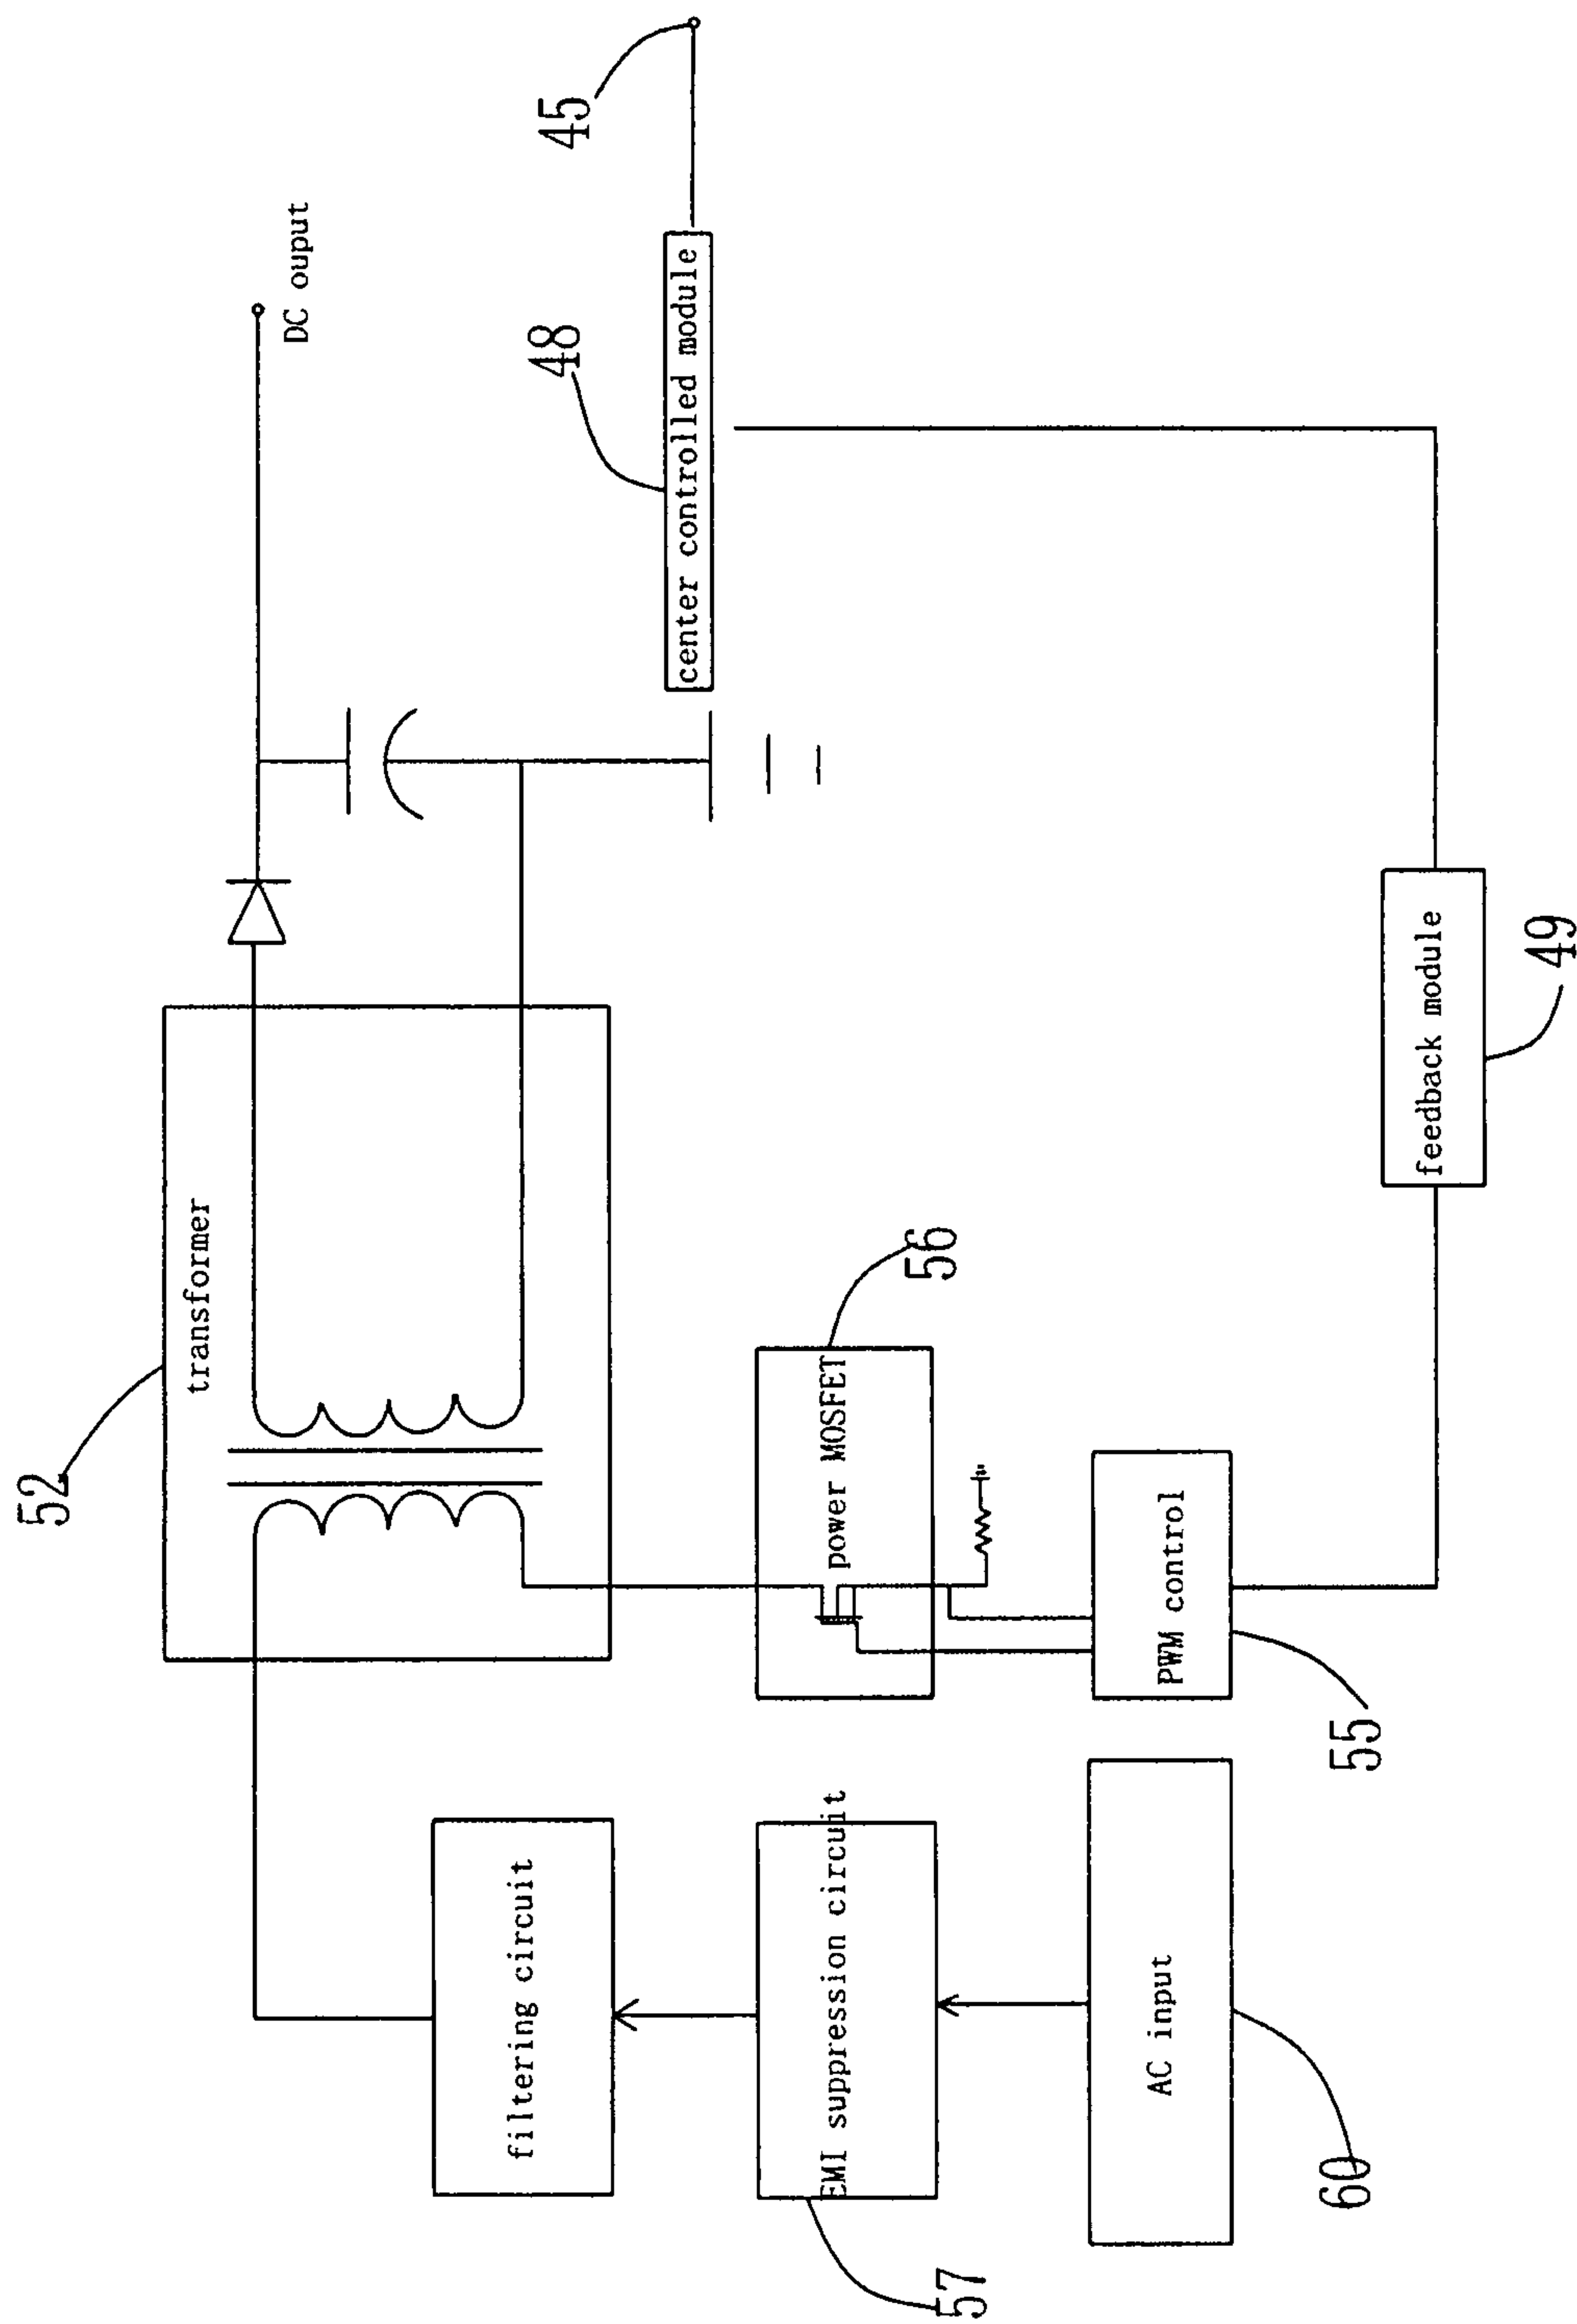 52
transformer
DC ouput
filtering circuit
48
center controlled module
45
EMI suppression circuit
57
power MOSFET
56
AC input
60
PWM control
55
feedback module
49